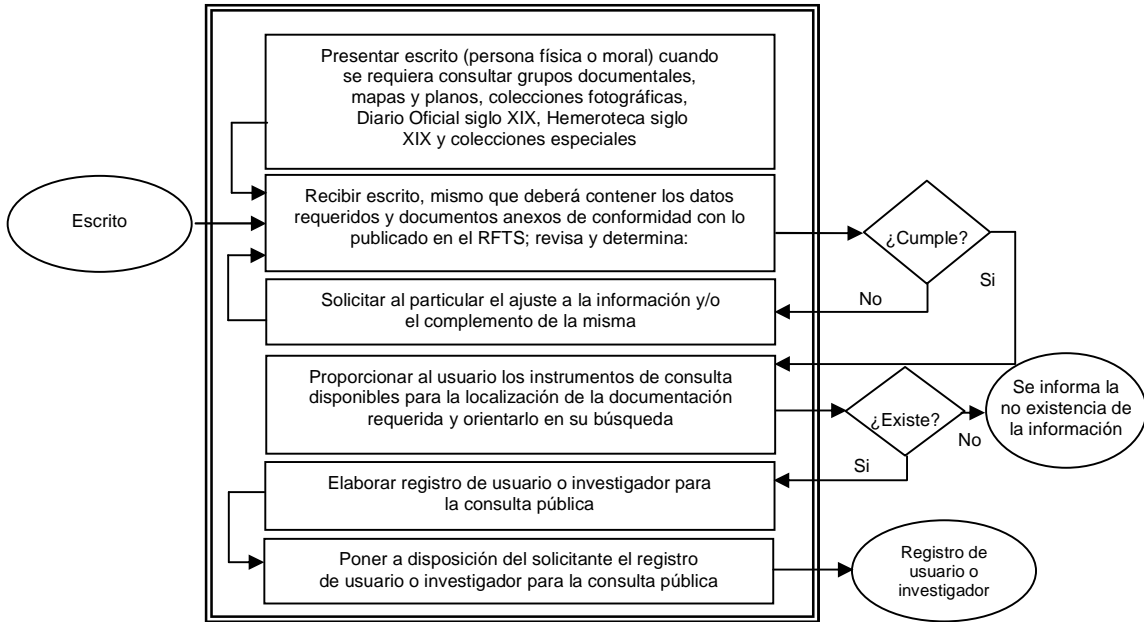 Presentar escrito (persona física o moral) cuando
se requiera consultar grupos documentales,
mapas y planos, colecciones fotográficas,
Diario Oficial siglo XIX, Hemeroteca siglo
XIX y colecciones especiales
Escrito
Recibir escrito, mismo que deberá contener los datos
requeridos y documentos anexos de conformidad con lo
publicado en el RFTS; revisa y determina:
¿Cumple?
Si
No
Solicitar al particular el ajuste a la información y/o
el complemento de la misma
Proporcionar al usuario los instrumentos de consulta
disponibles para la localización de la documentación
requerida y orientarlo en su búsqueda
¿Existe?
No
Se informa la
no existencia de
la información
Si
Elaborar registro de usuario o investigador para
la consulta pública
Poner a disposición del solicitante el registro
de usuario o investigador para la consulta pública
Registro de
usuario o
investigador